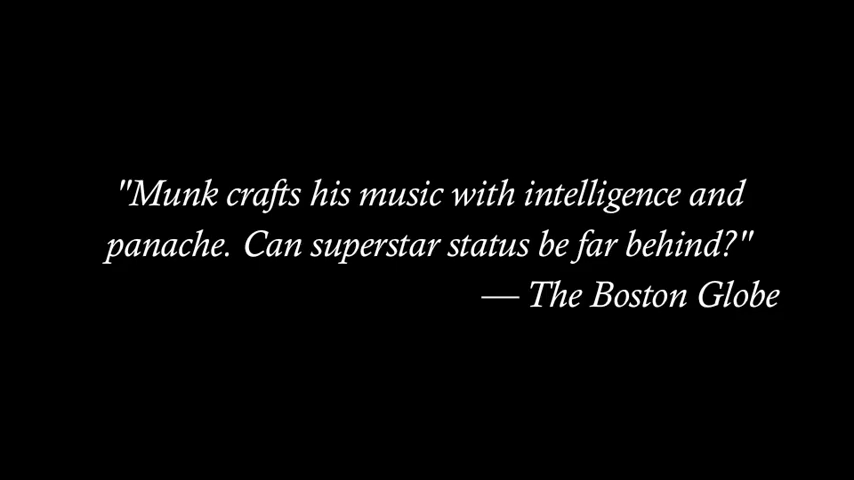 "Munk crafts his music with intelligence and
panache. Can superstar status be far behind?"
— The Boston Globe